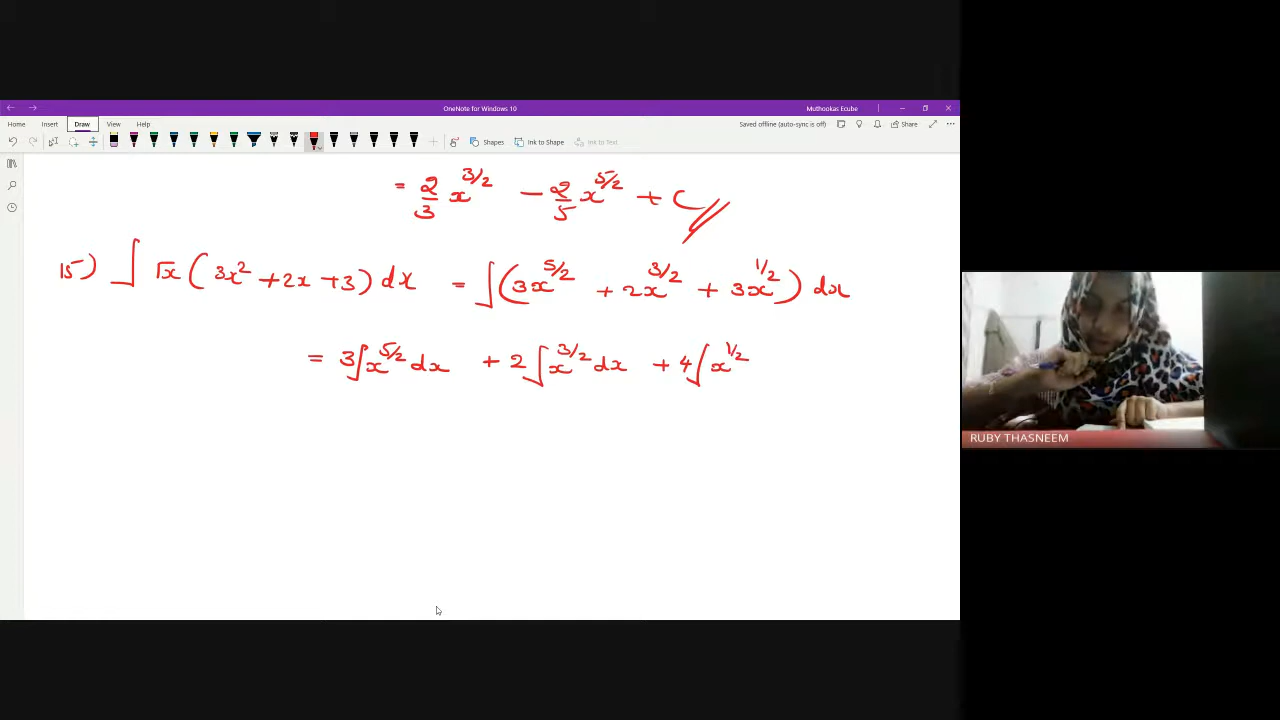 OneNote for Windows 10
Muthookas Ecube
Home Insert Draw View Help
Saved offline (auto-sync is off)
Share
Shapes Ink to Shape Ink to Text
= 2/3 x^3/2 - 2/5 x^5/2 + C //
15) ∫ √x (3x² + 2x + 3) dx = ∫(3x^5/2 + 2x^3/2 + 3x^1/2) dx
= 3∫x^5/2 dx + 2∫x^3/2 dx + 4∫x^1/2
RUBY THASNEEM